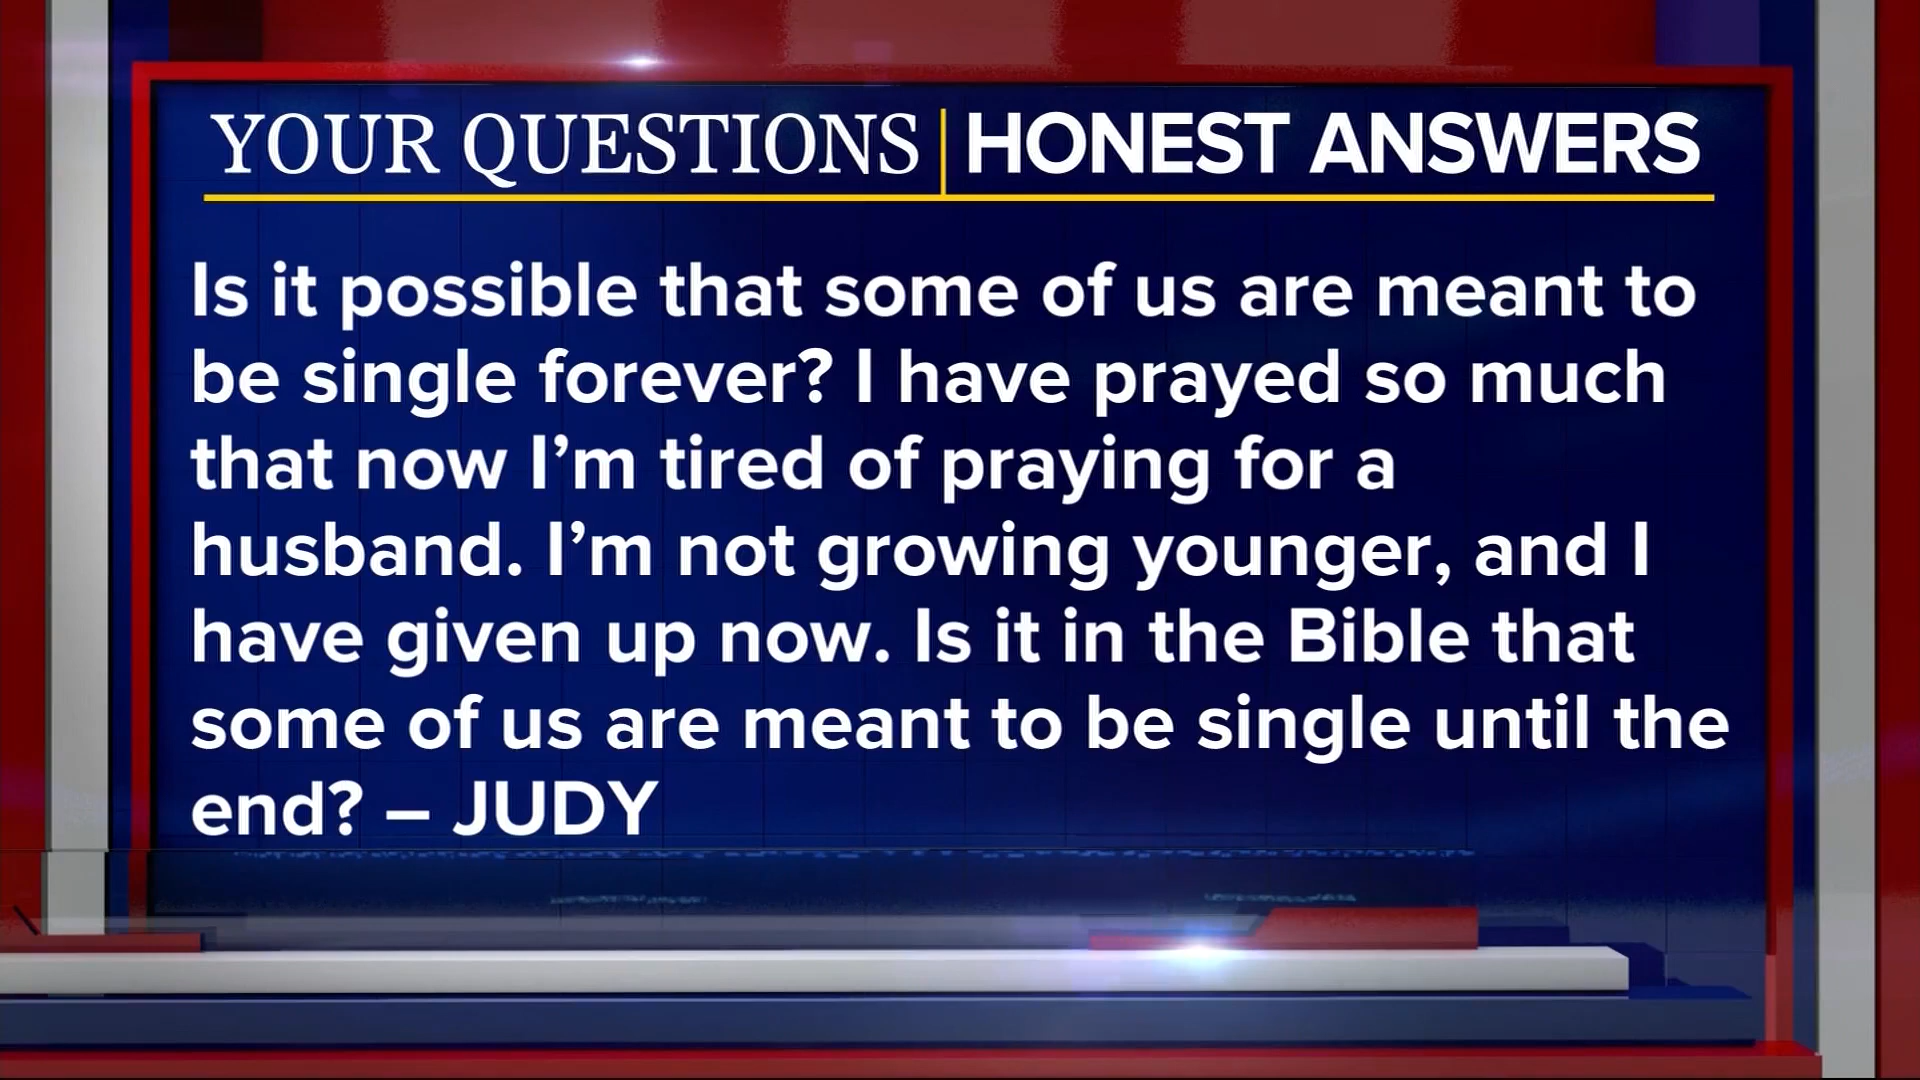 YOUR QUESTIONS | HONEST ANSWERS
Is it possible that some of us are meant to
be single forever? I have prayed so much
that now I’m tired of praying for a
husband. I’m not growing younger, and I
have given up now. Is it in the Bible that
some of us are meant to be single until the
end? – JUDY